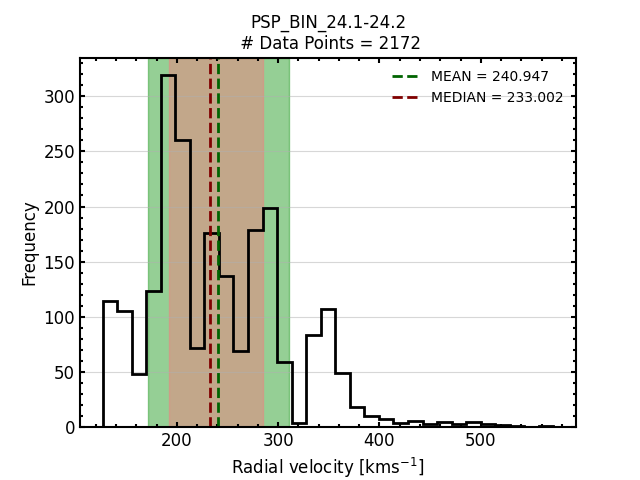 PSP_BIN_24.1-24.2
# Data Points = 2172
MEAN = 240.947
MEDIAN = 233.002
300
250
200
150
100
50
0
Frequency
200 300 400 500
Radial velocity [kms⁻¹]